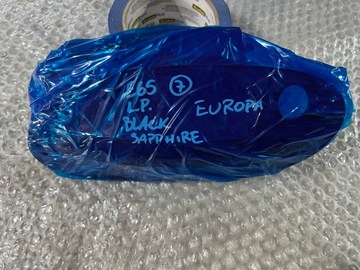 E65 7
L.P. EUROPA
BLACK
SAPPHIRE